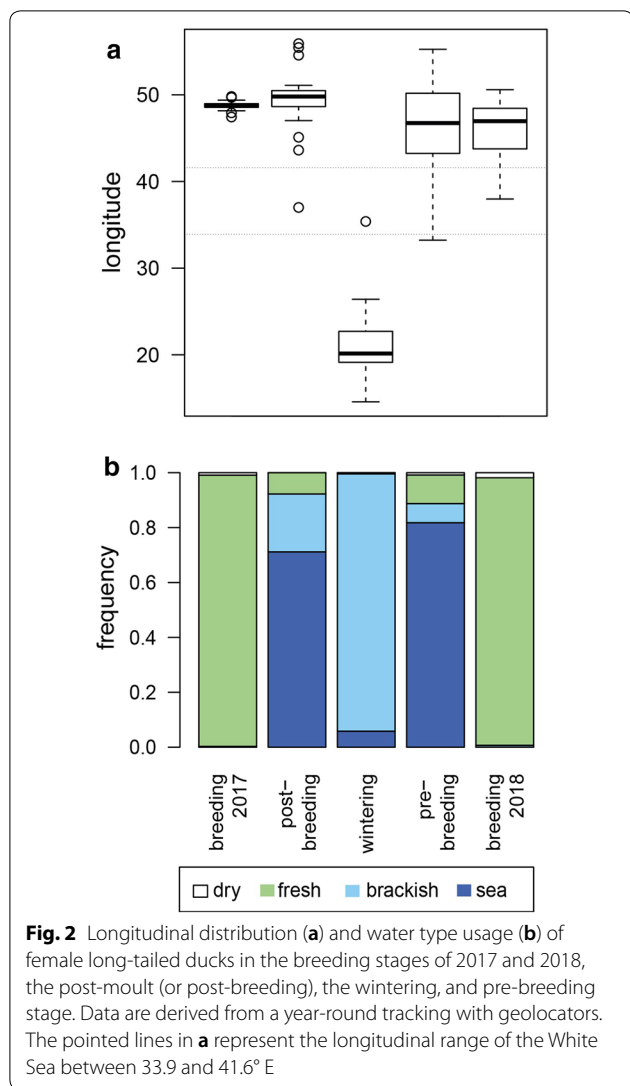 a
50
40
30
20
longitude
b
1.0
0.8
0.6
0.4
0.2
0.0
frequency
breeding
2017
post-
breeding
wintering
pre-
breeding
breeding
2018
dry fresh brackish sea
Fig. 2 Longitudinal distribution (a) and water type usage (b) of
female long-tailed ducks in the breeding stages of 2017 and 2018,
the post-moult (or post-breeding), the wintering, and pre-breeding
stage. Data are derived from a year-round tracking with geolocators.
The pointed lines in a represent the longitudinal range of the White
Sea between 33.9 and 41.6° E